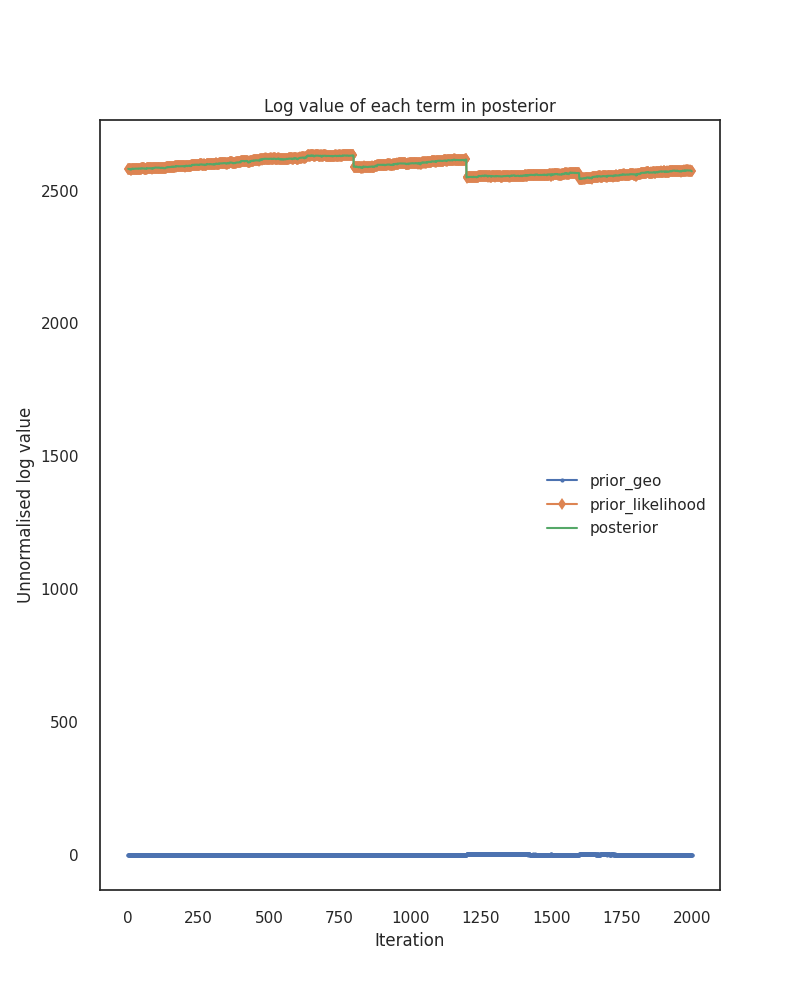 Log value of each term in posterior
Unnormalised log value
2500
2000
1500
1000
500
0
prior_geo
prior_likelihood
posterior
0 250 500 750 1000 1250 1500 1750 2000
Iteration